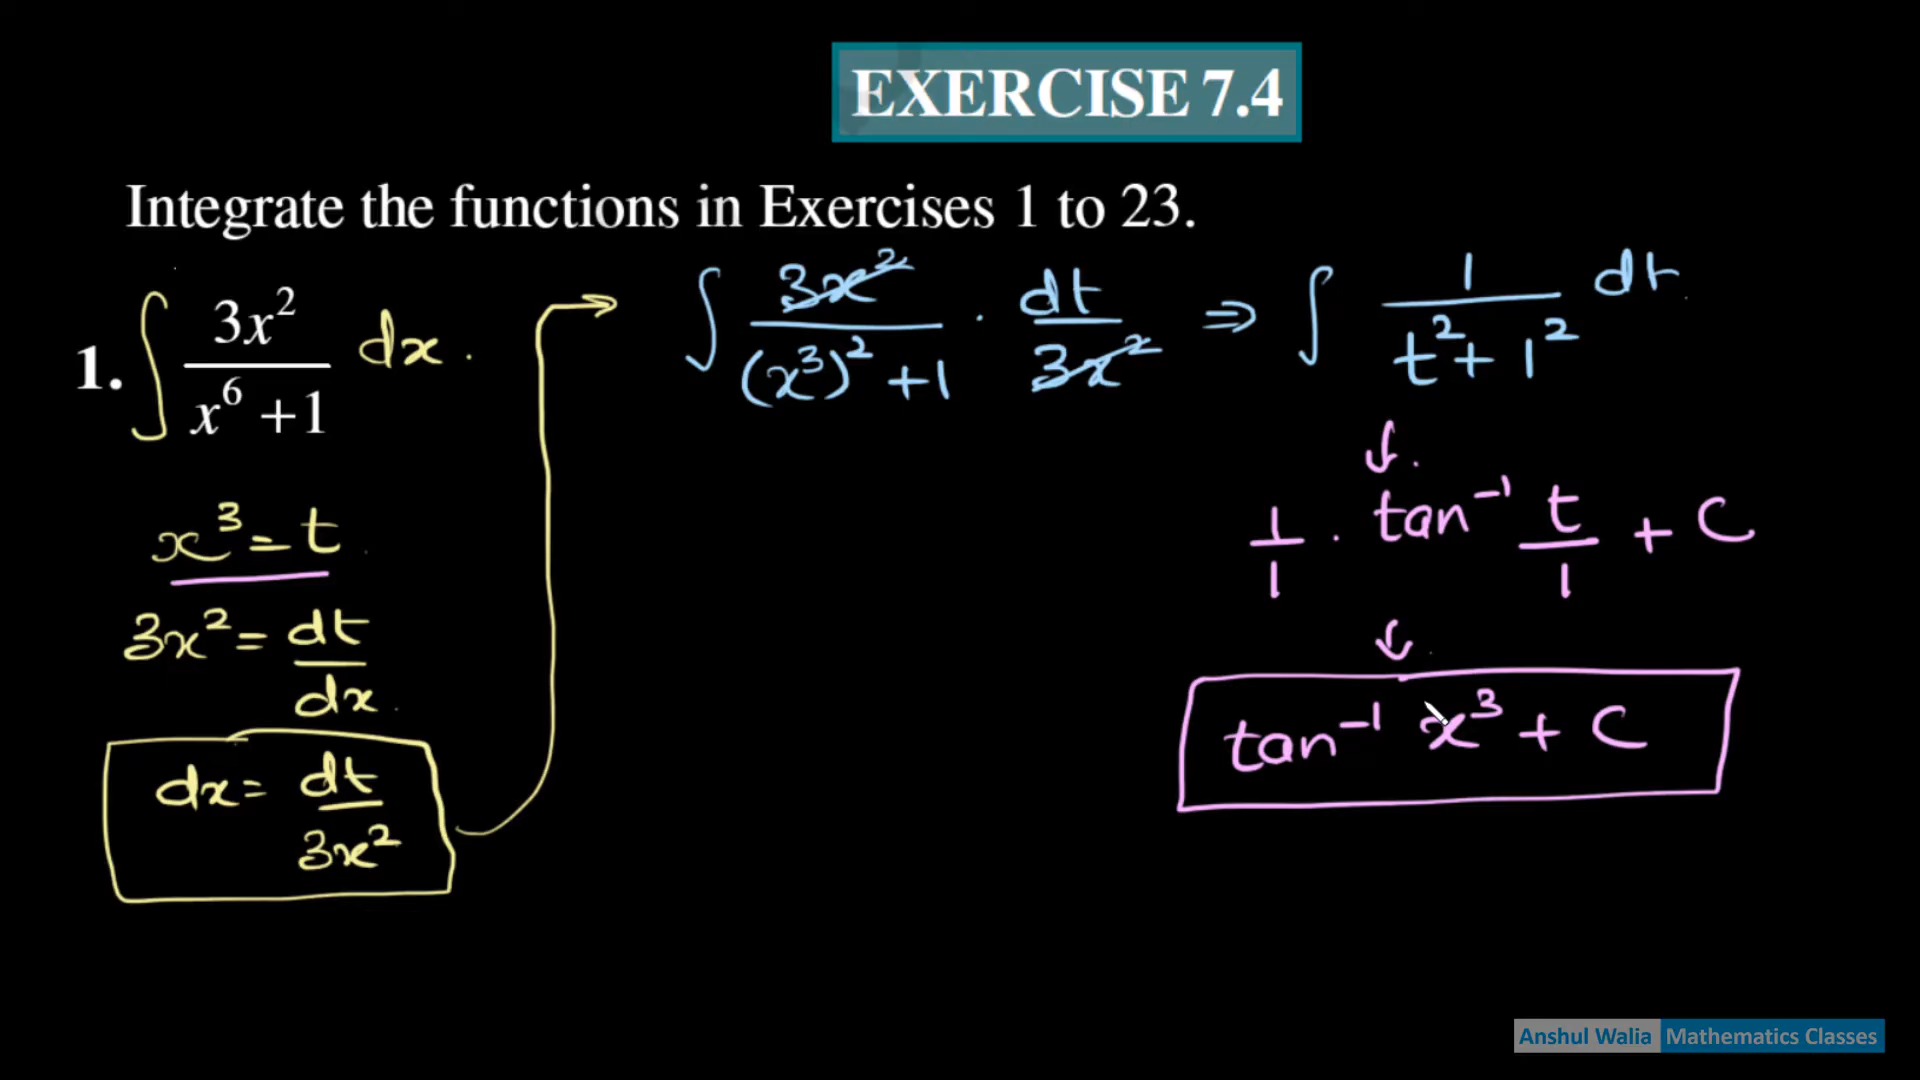 EXERCISE 7.4
Integrate the functions in Exercises 1 to 23.
1. ∫ 3x²/(x⁶ + 1) dx.
x³ = t
3x² = dt/dx
dx = dt/3x²
∫ 3x²/((x³)² + 1) · dt/3x² ⇒ ∫ 1/(t² + 1²) dt
↓
1/1 · tan⁻¹ t/1 + C
↓
tan⁻¹ x³ + C
Anshul Walia Mathematics Classes